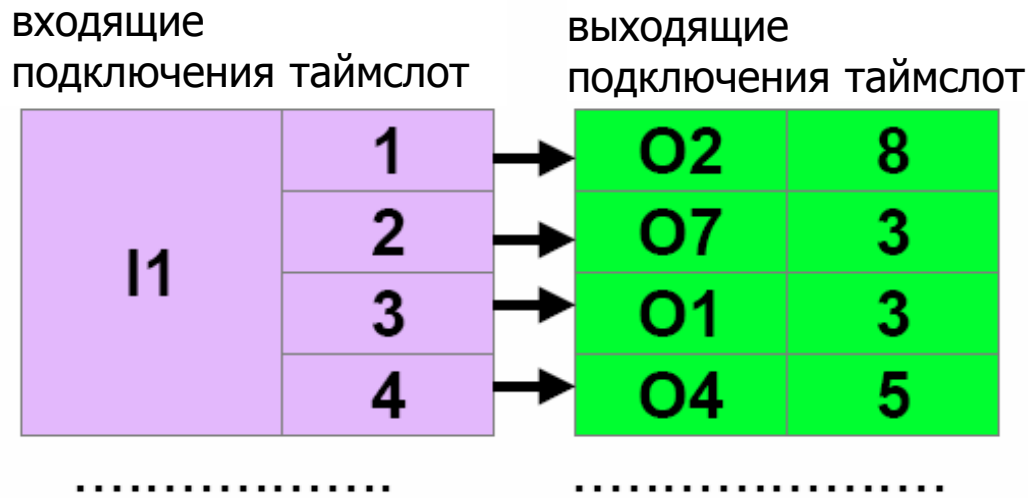 входящие
подключения таймслот
выходящие
подключения таймслот
I1
1
O2
8
2
O7
3
3
O1
3
4
O4
5
..................
.....................